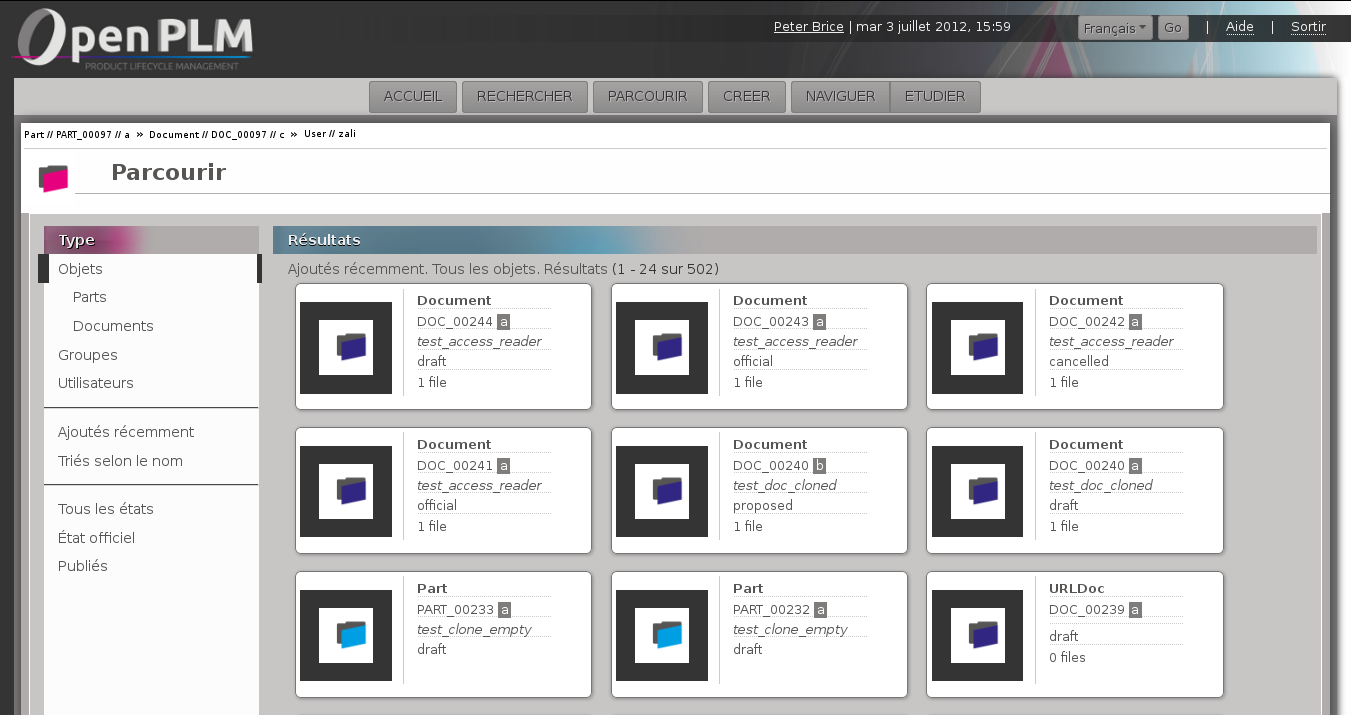 OpenPLM
PRODUCT LIFECYCLE MANAGEMENT
Peter Brice | mar 3 juillet 2012, 15:59
Français Go | Aide | Sortir
ACCUEIL RECHERCHER PARCOURIR CREER NAVIGUER ETUDIER
Part // PART_00097 // a » Document // DOC_00097 // c » User // zali
Parcourir
Type
Objets
Parts
Documents
Groupes
Utilisateurs
Ajoutés récemment
Triés selon le nom
Tous les états
État officiel
Publiés
Résultats
Ajoutés récemment. Tous les objets. Résultats (1 - 24 sur 502)
Document
DOC_00244 a
test_access_reader
draft
1 file
Document
DOC_00243 a
test_access_reader
official
1 file
Document
DOC_00242 a
test_access_reader
cancelled
1 file
Document
DOC_00241 a
test_access_reader
official
1 file
Document
DOC_00240 b
test_doc_cloned
proposed
1 file
Document
DOC_00240 a
test_doc_cloned
draft
1 file
Part
PART_00233 a
test_clone_empty
draft
Part
PART_00232 a
test_clone_empty
draft
URLDoc
DOC_00239 a
draft
0 files